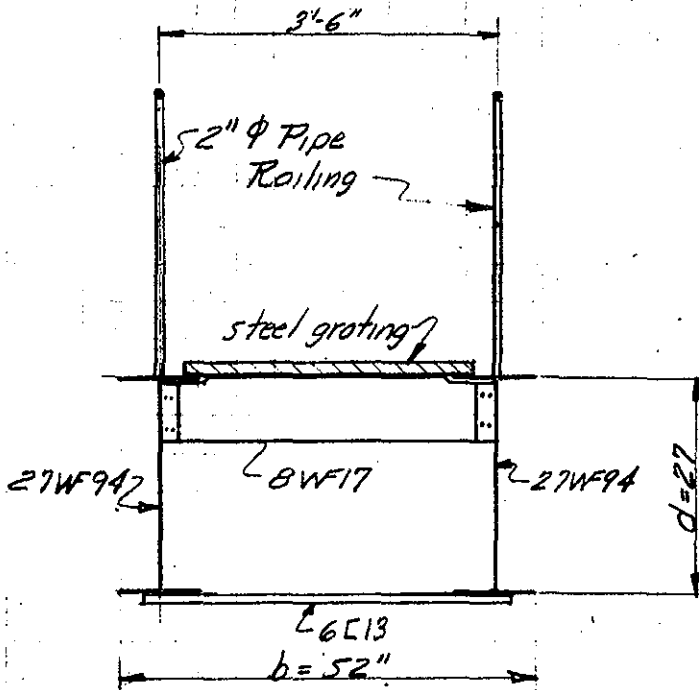 3'-6"
2" φ Pipe
Railing
steel grating
27WF94
8WF17
27WF94
d=27
6[13
b=52"